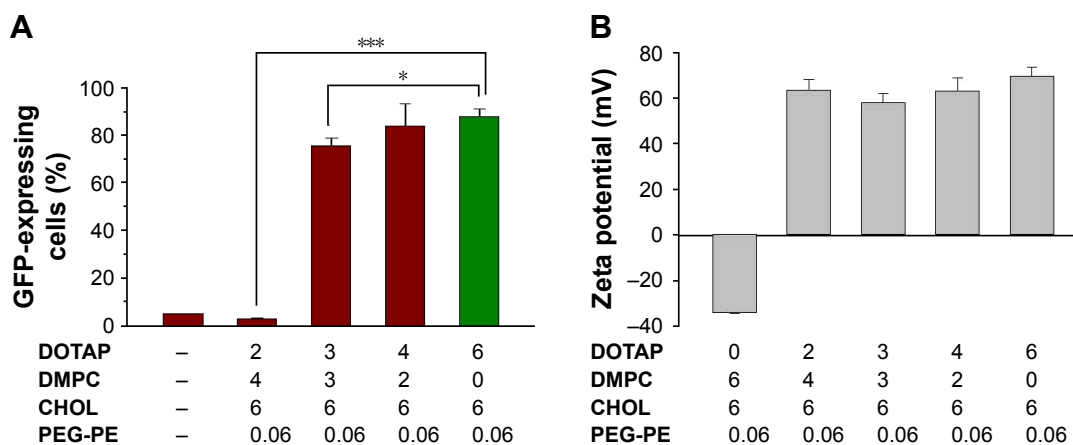 A
GFP-expressing
cells (%)
100
80
60
40
20
0
***
*
DOTAP – 2 3 4 6
DMPC – 4 3 2 0
CHOL – 6 6 6 6
PEG-PE – 0.06 0.06 0.06 0.06
B
Zeta potential (mV)
80
60
40
20
0
–20
–40
DOTAP 0 2 3 4 6
DMPC 6 4 3 2 0
CHOL 6 6 6 6 6
PEG-PE 0.06 0.06 0.06 0.06 0.06